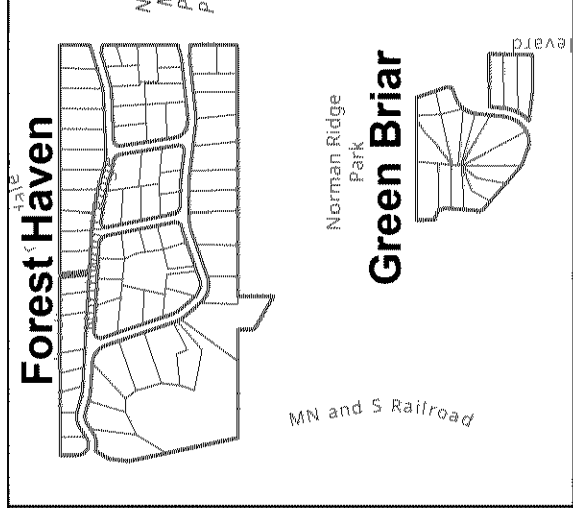 Forest Haven
Norman Ridge
Park
Green Briar
MN and S Railroad